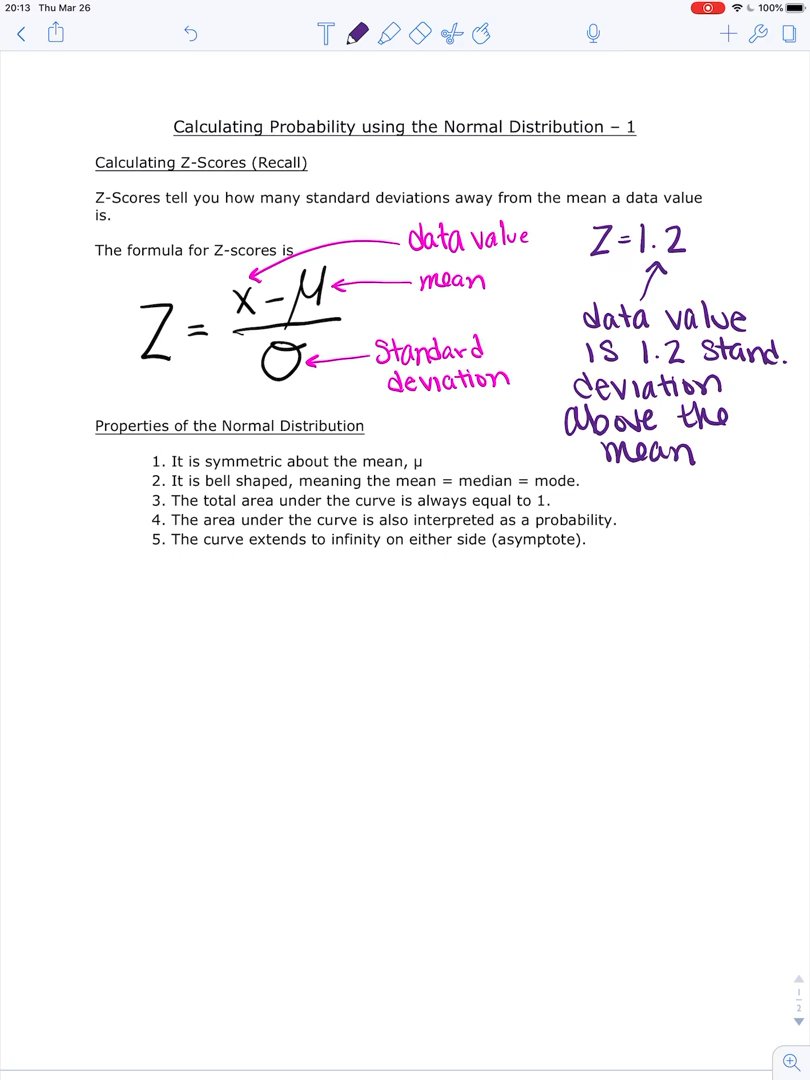 20:13 Thu Mar 26
100%
T
Calculating Probability using the Normal Distribution – 1
Calculating Z-Scores (Recall)
Z-Scores tell you how many standard deviations away from the mean a data value
is.
The formula for Z-scores is
data value
mean
Z = x - μ
σ
Standard
deviation
Z = 1.2
data value
is 1.2 stand.
deviation
above the
mean
Properties of the Normal Distribution
1. It is symmetric about the mean, μ
2. It is bell shaped, meaning the mean = median = mode.
3. The total area under the curve is always equal to 1.
4. The area under the curve is also interpreted as a probability.
5. The curve extends to infinity on either side (asymptote).
1
2